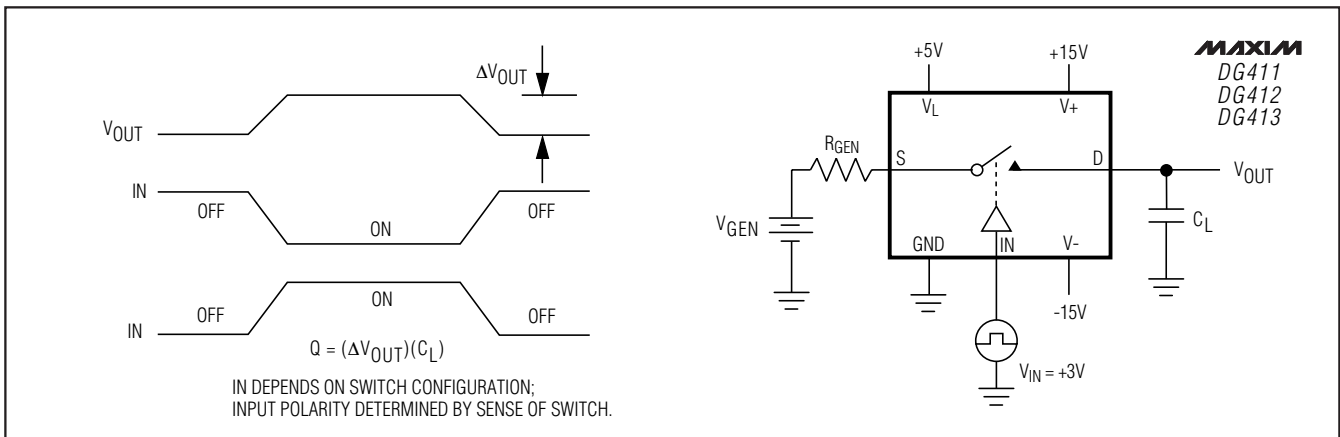 ΔVOUT
VOUT
IN
OFF
ON
OFF
IN
OFF
ON
OFF
Q = (ΔVOUT)(CL)
IN DEPENDS ON SWITCH CONFIGURATION;
INPUT POLARITY DETERMINED BY SENSE OF SWITCH.
+5V
+15V
MAXIM
DG411
DG412
DG413
VL
V+
RGEN
S
D
VOUT
VGEN
CL
GND
IN
V-
-15V
VIN = +3V